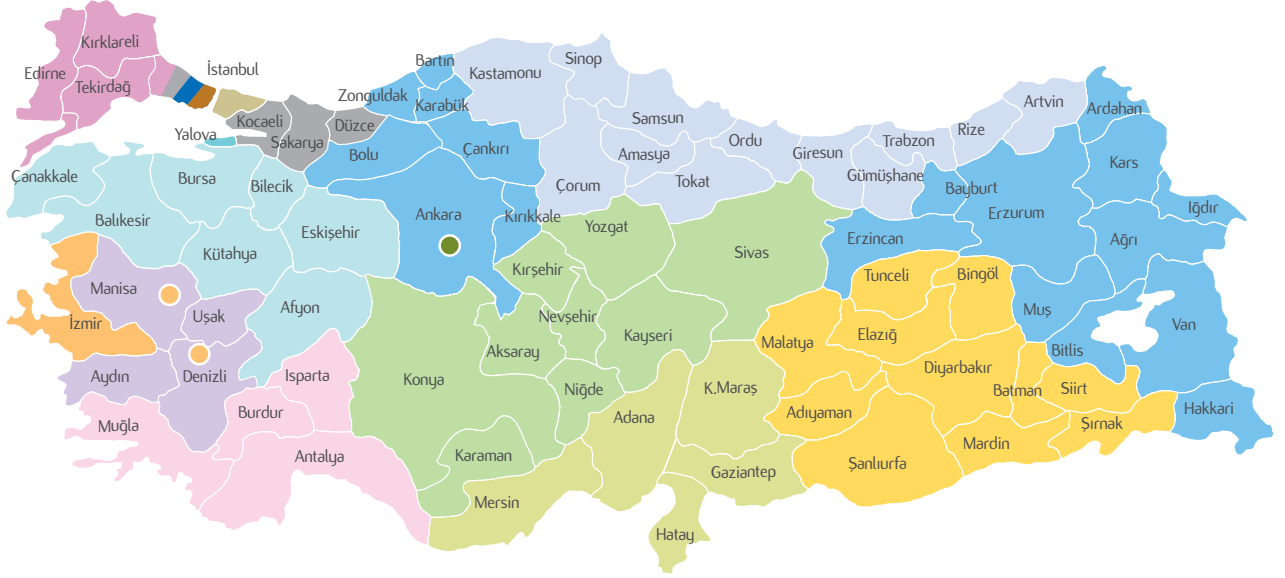 Kırklareli
Edirne
Tekirdağ
İstanbul
Kocaeli
Yalova
Sakarya
Düzce
Zonguldak
Bartın
Karabük
Kastamonu
Sinop
Samsun
Amasya
Ordu
Giresun
Tokat
Çorum
Gümüşhane
Trabzon
Rize
Artvin
Ardahan
Kars
Iğdır
Ağrı
Bayburt
Erzurum
Erzincan
Bolu
Çankırı
Ankara
Kırıkkale
Çanakkale
Bursa
Bilecik
Balıkesir
Kütahya
Eskişehir
Afyon
Manisa
Uşak
İzmir
Aydın
Denizli
Muğla
Isparta
Burdur
Antalya
Yozgat
Sivas
Kırşehir
Nevşehir
Kayseri
Aksaray
Konya
Niğde
Karaman
Mersin
Adana
K.Maraş
Gaziantep
Hatay
Tunceli
Bingöl
Elazığ
Malatya
Diyarbakır
Adıyaman
Şanlıurfa
Mardin
Batman
Siirt
Şırnak
Muş
Bitlis
Van
Hakkari